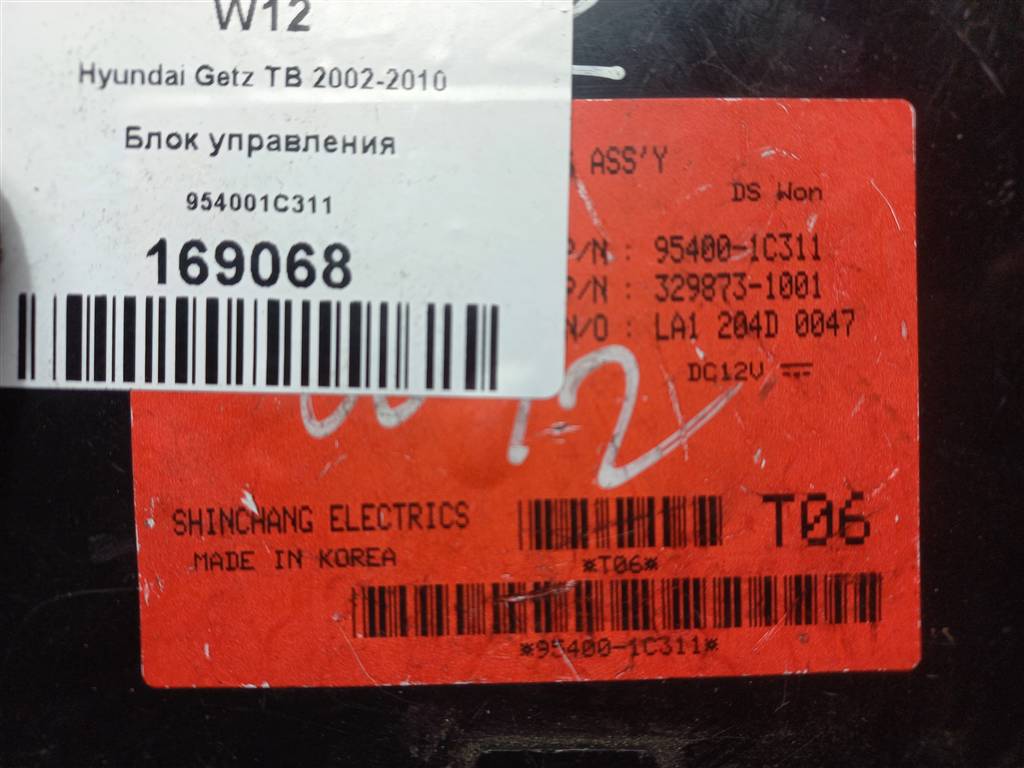 W12
Hyundai Getz TB 2002-2010
Блок управления
954001C311
169068
ASS'Y
DS Won
P/N : 95400-1C311
P/N : 329873-1001
N/O : LA1 204D 0047
DC12V
W12
SHINCHANG ELECTRICS
MADE IN KOREA
T06
*T06*
*95400-1C311*